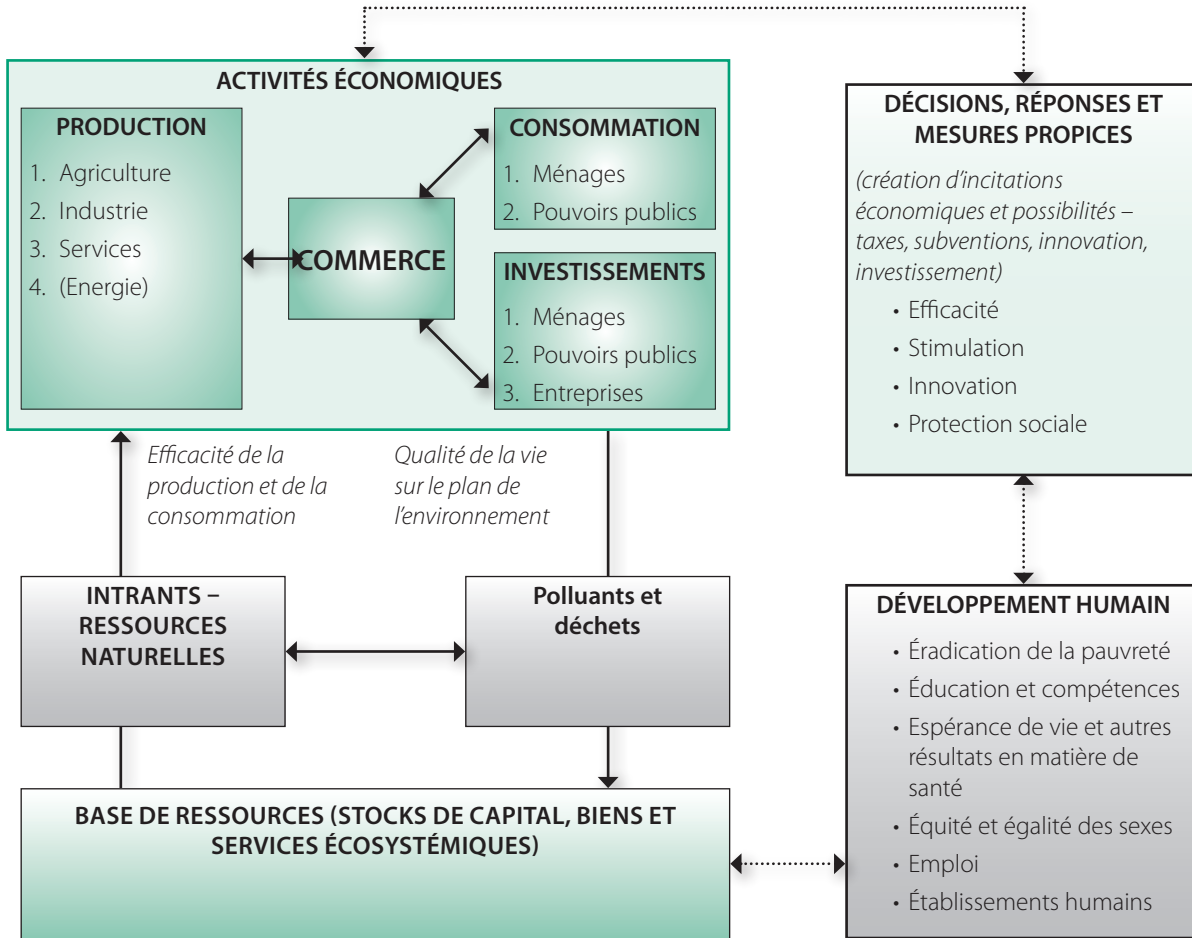 ACTIVITÉS ÉCONOMIQUES
PRODUCTION
1. Agriculture
2. Industrie
3. Services
4. (Energie)
COMMERCE
CONSOMMATION
1. Ménages
2. Pouvoirs publics
INVESTISSEMENTS
1. Ménages
2. Pouvoirs publics
3. Entreprises
DÉCISIONS, RÉPONSES ET
MESURES PROPICES
(création d'incitations
économiques et possibilités –
taxes, subventions, innovation,
investissement)
• Efficacité
• Stimulation
• Innovation
• Protection sociale
Efficacité de la
production et de la
consommation
Qualité de la vie
sur le plan de
l'environnement
INTRANTS –
RESSOURCES
NATURELLES
Polluants et
déchets
DÉVELOPPEMENT HUMAIN
• Éradication de la pauvreté
• Éducation et compétences
• Espérance de vie et autres
résultats en matière de
santé
• Équité et égalité des sexes
• Emploi
• Établissements humains
BASE DE RESSOURCES (STOCKS DE CAPITAL, BIENS ET
SERVICES ÉCOSYSTÉMIQUES)